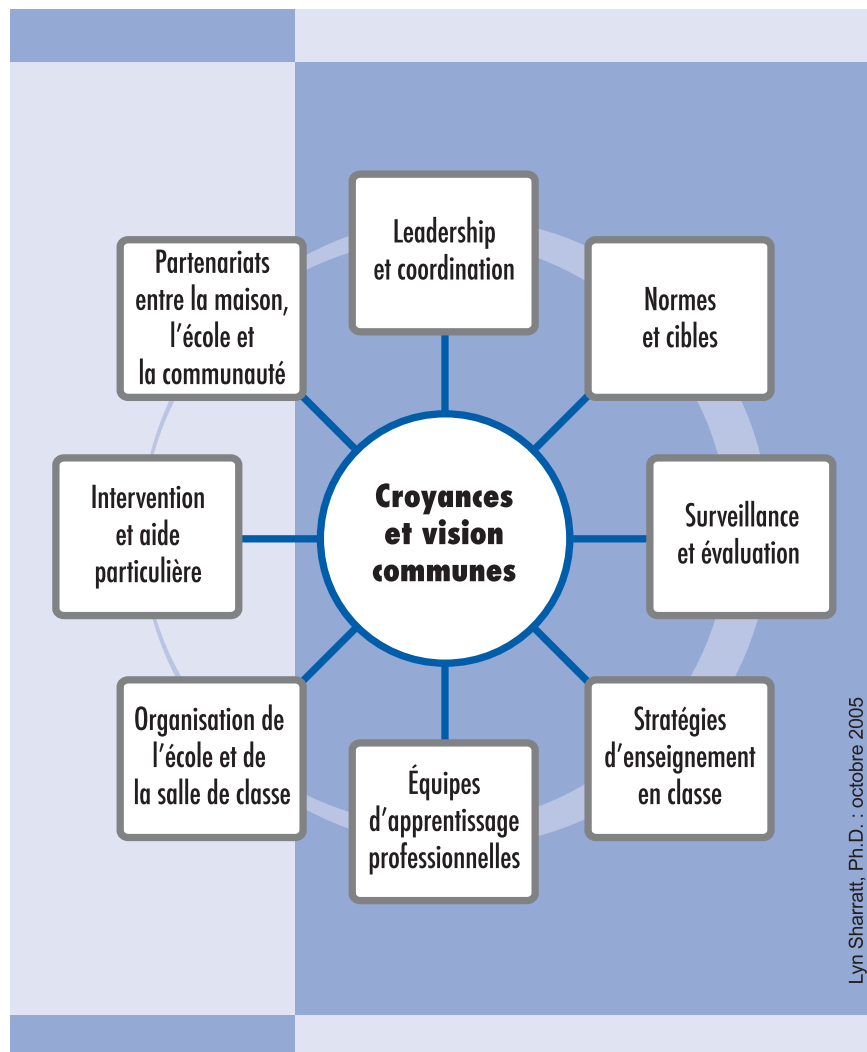 Leadership
et coordination
Partenariats
entre la maison,
l'école et
la communauté
Normes
et cibles
Intervention
et aide
particulière
Croyances
et vision
communes
Surveillance
et évaluation
Organisation de
l'école et de
la salle de classe
Équipes
d'apprentissage
professionnelles
Stratégies
d'enseignement
en classe
Lyn Sharratt, Ph.D. : octobre 2005